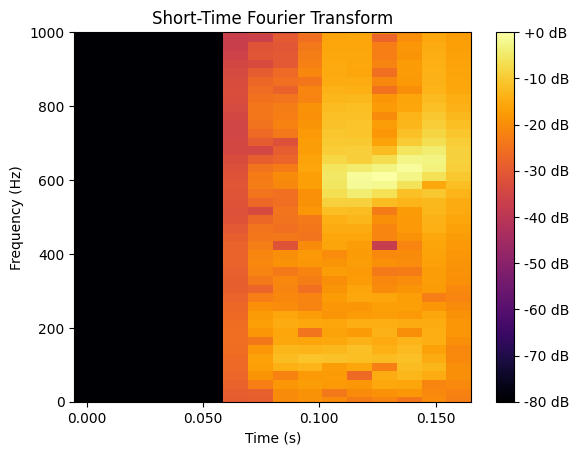 Short-Time Fourier Transform
1000
800
600
400
200
0
Frequency (Hz)
0.000
0.050
0.100
0.150
Time (s)
+0 dB
-10 dB
-20 dB
-30 dB
-40 dB
-50 dB
-60 dB
-70 dB
-80 dB